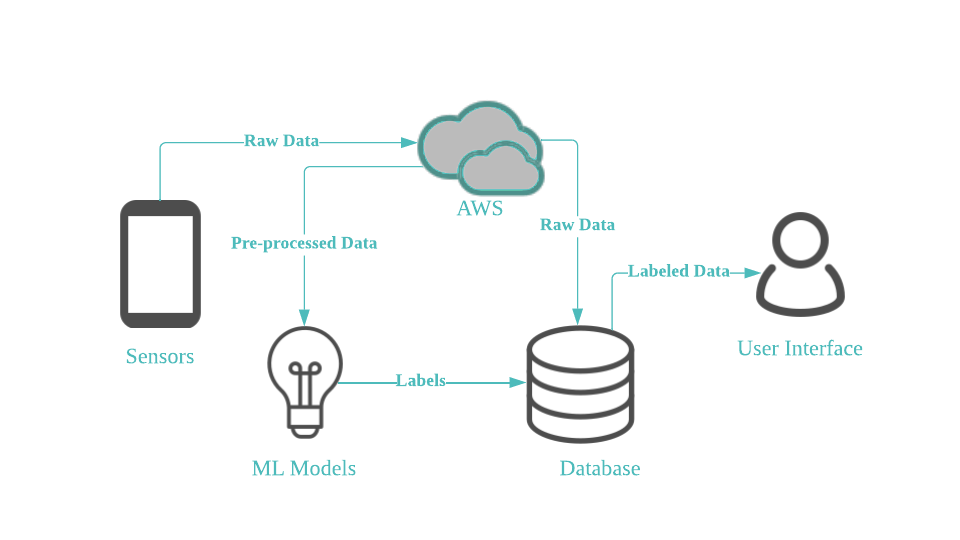 Raw Data
AWS
Raw Data
Pre-processed Data
Labeled Data
Sensors
User Interface
Labels
ML Models
Database